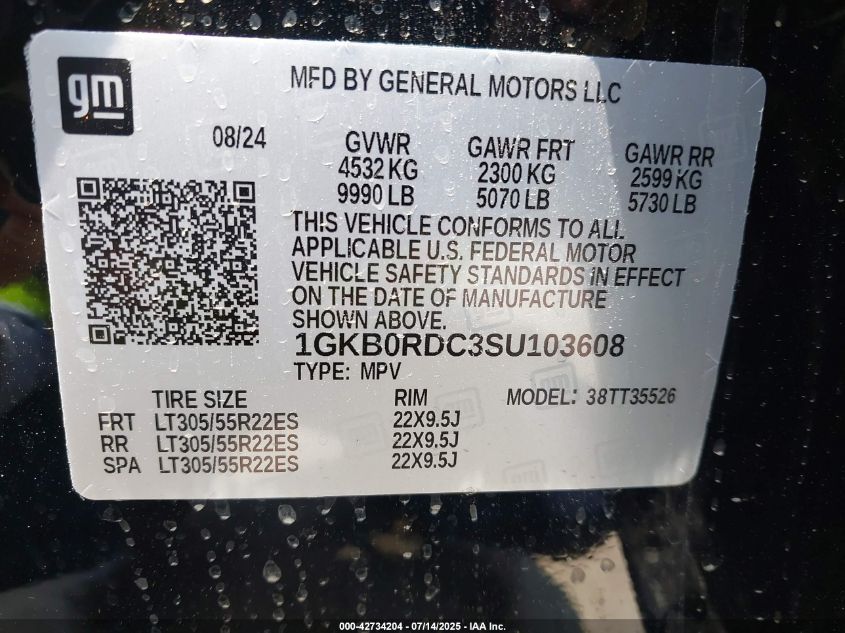 gm
MFD BY GENERAL MOTORS LLC
08/24
GVWR GAWR FRT GAWR RR
4532 KG 2300 KG 2599 KG
9990 LB 5070 LB 5730 LB
THIS VEHICLE CONFORMS TO ALL
APPLICABLE U.S. FEDERAL MOTOR
VEHICLE SAFETY STANDARDS IN EFFECT
ON THE DATE OF MANUFACTURE
SHOWN ABOVE.
1GKB0RDC3SU103608
TYPE: MPV
TIRE SIZE RIM MODEL: 38TT35526
FRT LT305/55R22ES 22X9.5J
RR LT305/55R22ES 22X9.5J
SPA LT305/55R22ES 22X9.5J
000-42734204 - 07/14/2025 - IAA Inc.